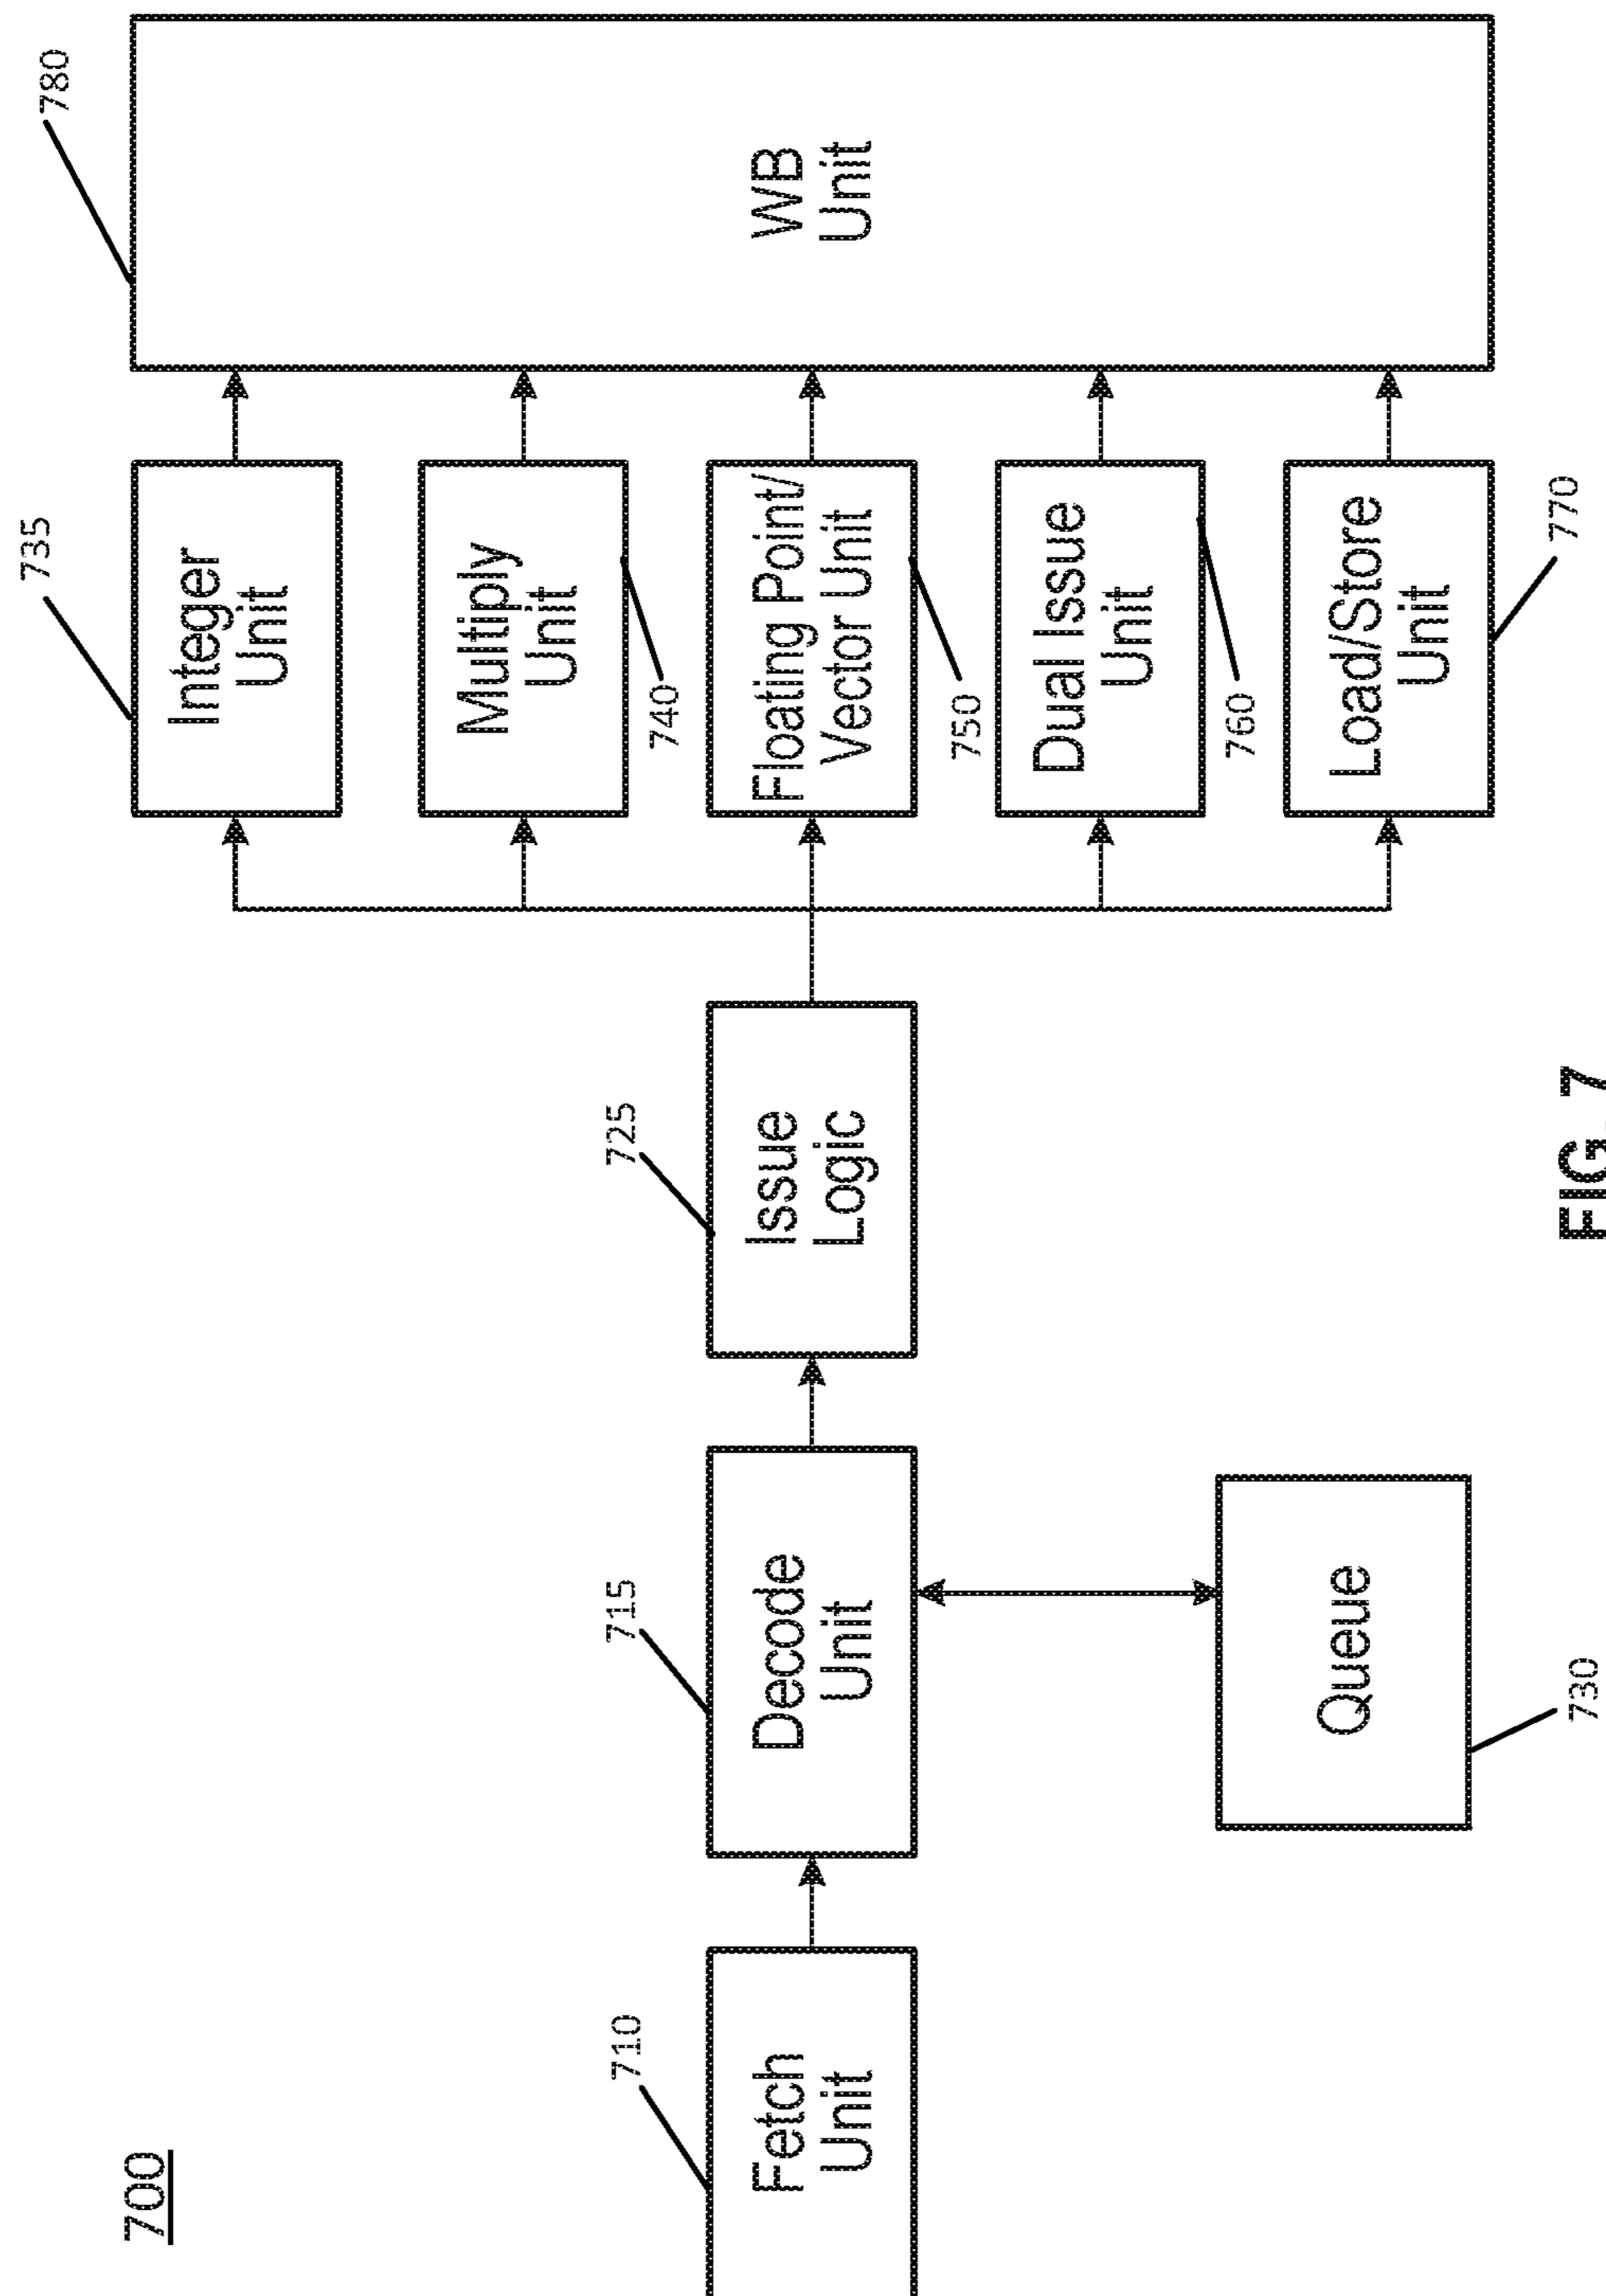 700
710
Fetch
Unit
715
Decode
Unit
Queue
730
725
Issue
Logic
735
Integer
Unit
Multiply
Unit
740
Floating Point/
Vector Unit
750
Dual Issue
Unit
760
Load/Store
Unit
770
780
WB
Unit
FIG. 7